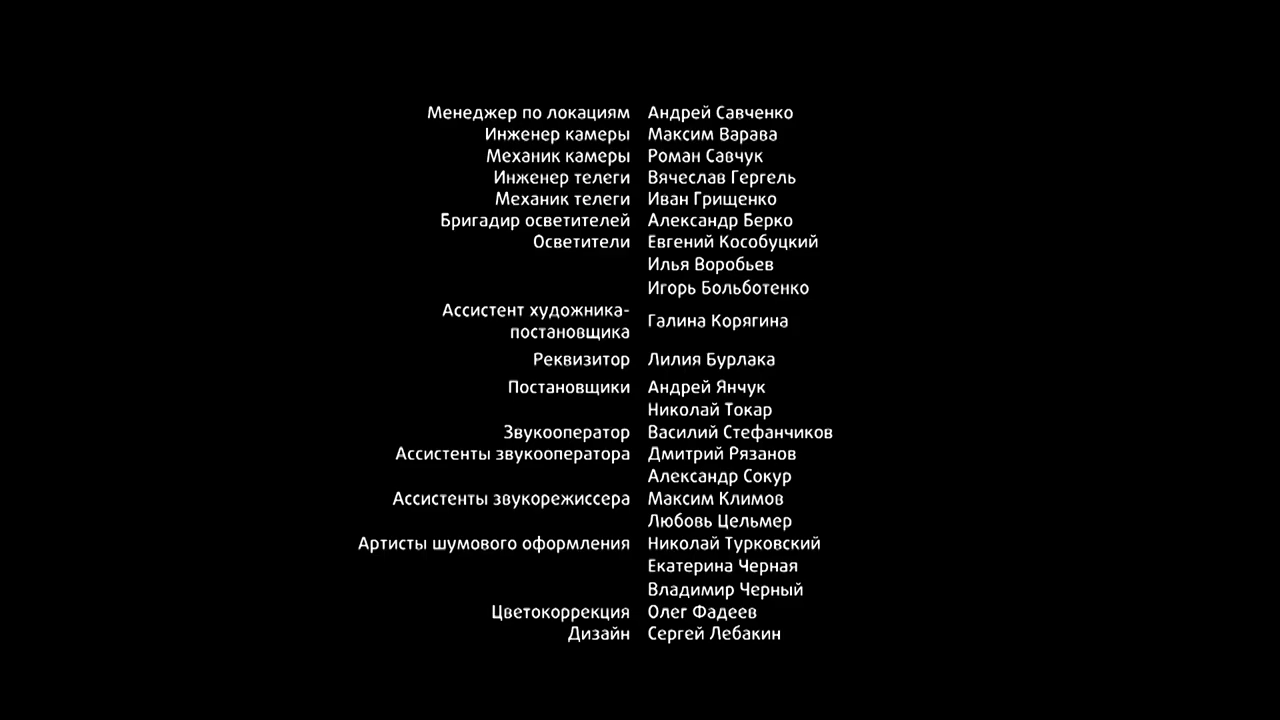 Менеджер по локациям Андрей Савченко
Инженер камеры Максим Варава
Механик камеры Роман Савчук
Инженер телеги Вячеслав Гергель
Механик телеги Иван Грищенко
Бригадир осветителей Александр Берко
Осветители Евгений Кособуцкий
Илья Воробьев
Игорь Больботенко
Ассистент художника-
постановщика Галина Корягина
Реквизитор Лилия Бурлака
Постановщики Андрей Янчук
Николай Токар
Звукооператор Василий Стефанчиков
Ассистенты звукооператора Дмитрий Рязанов
Александр Сокур
Ассистенты звукорежиссера Максим Климов
Любовь Цельмер
Артисты шумового оформления Николай Турковский
Екатерина Черная
Владимир Черный
Цветокоррекция Олег Фадеев
Дизайн Сергей Лебакин